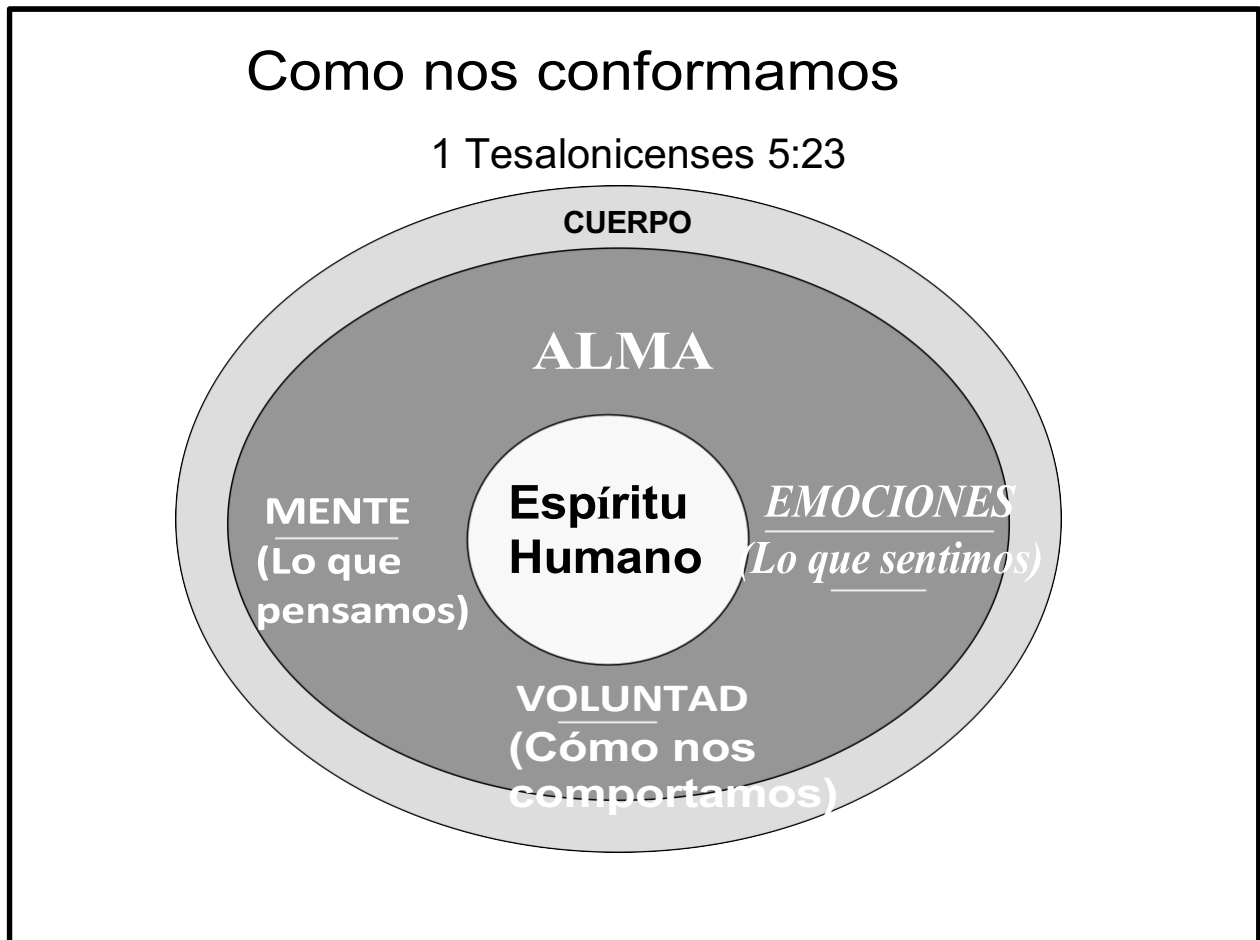 Como nos conformamos
1 Tesalonicenses 5:23
CUERPO
ALMA
MENTE
(Lo que
pensamos)
Espíritu
Humano
EMOCIONES
(Lo que sentimos)
VOLUNTAD
(Cómo nos
comportamos)